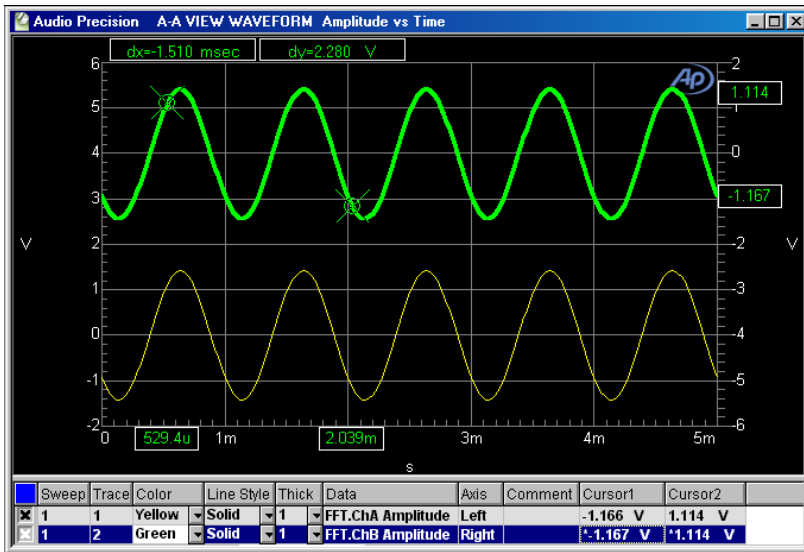 Audio Precision A-A VIEW WAVEFORM Amplitude vs Time
dx=-1.510 msec dy=2.280 V
6 2
Ap
5 1.114
1
4 0
3 -1.167
V 2 -2 V
1 -3
0 -4
-1 -5
-2 -6
0 529.4u 1m 2.039m 3m 4m 5m
s
Sweep Trace Color Line Style Thick Data Axis Comment Cursor1 Cursor2
1 1 Yellow Solid 1 FFT.ChA Amplitude Left -1.166 V 1.114 V
1 2 Green Solid 1 FFT.ChB Amplitude Right *-1.167 V *1.114 V